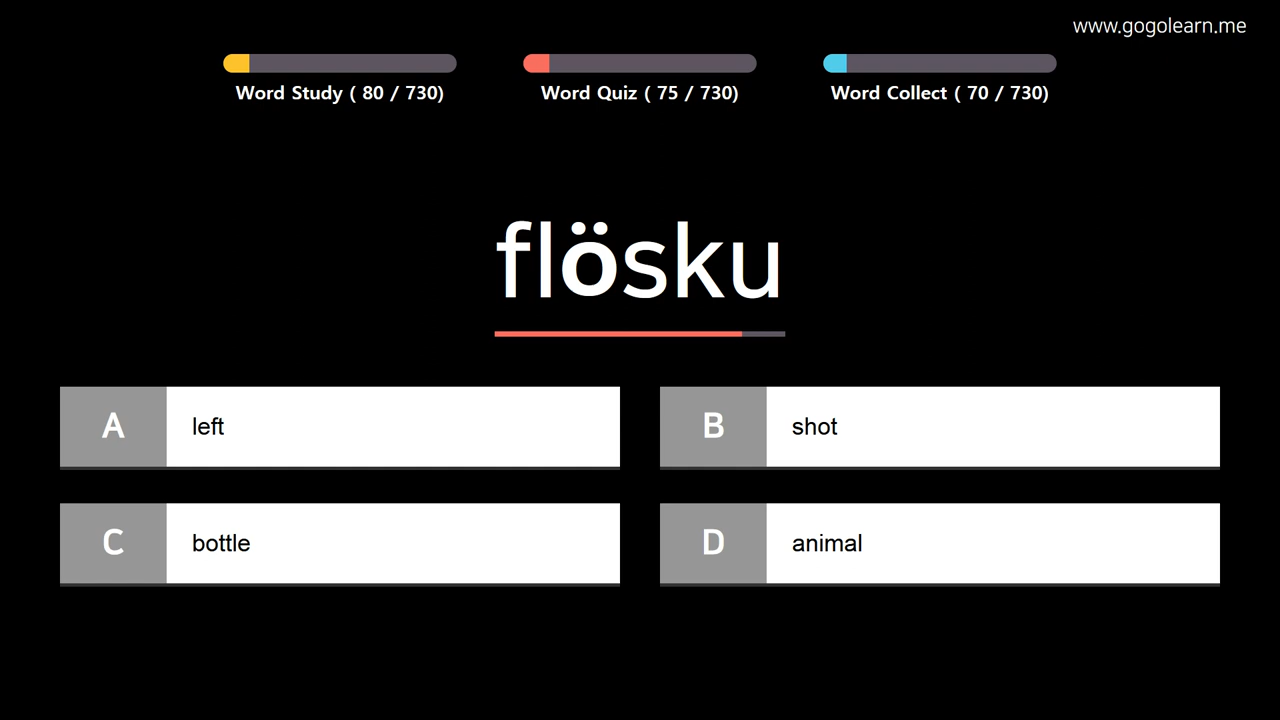 www.gogolearn.me
Word Study ( 80 / 730)
Word Quiz ( 75 / 730)
Word Collect ( 70 / 730)
flösku
A left
B shot
C bottle
D animal